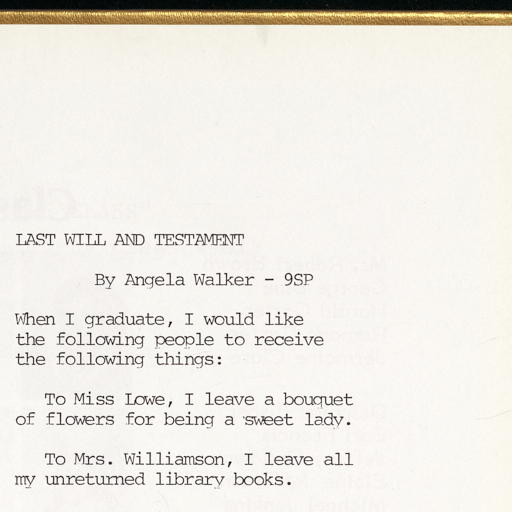 LAST WILL AND TESTAMENT
By Angela Walker - 9SP
When I graduate, I would like
the following people to receive
the following things:
To Miss Lowe, I leave a bouquet
of flowers for being a sweet lady.
To Mrs. Williamson, I leave all
my unreturned library books.